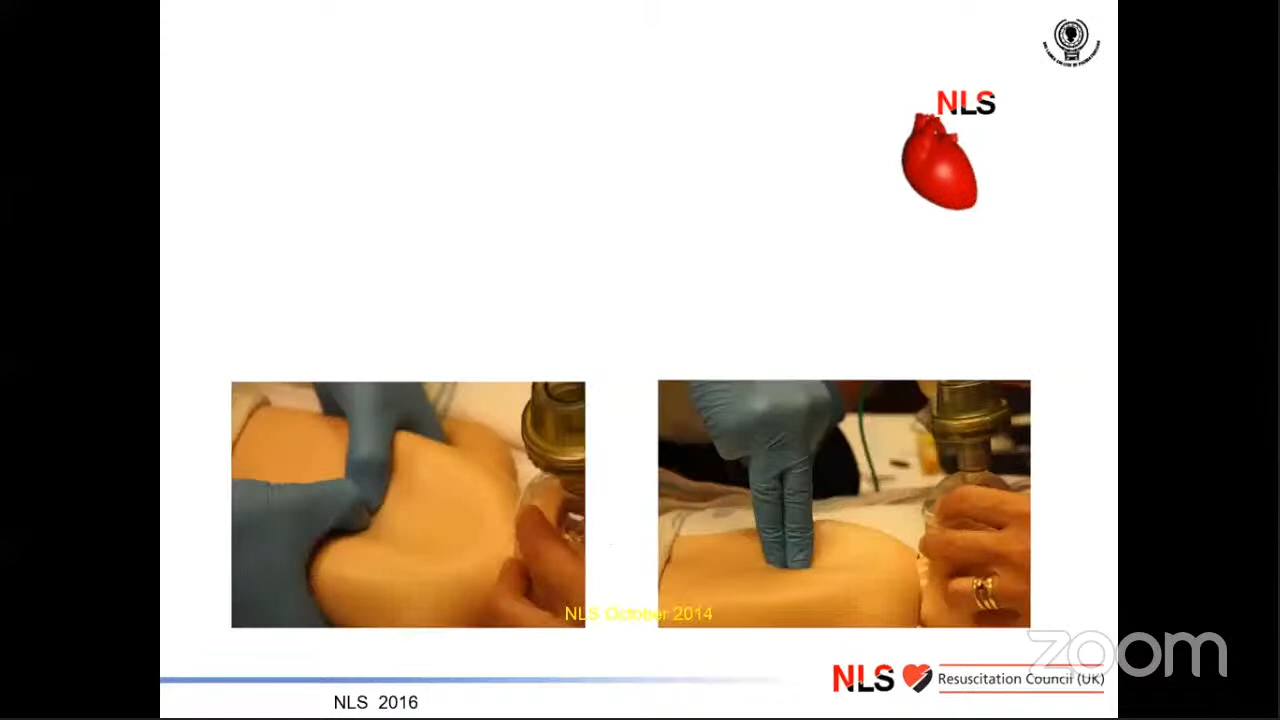 NLS
NLS October 2014
NLS Resuscitation Council (UK)
NLS 2016
zoom